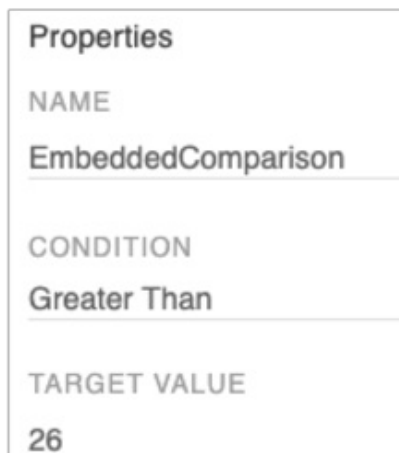 Properties
NAME
EmbeddedComparison
CONDITION
Greater Than
TARGET VALUE
26